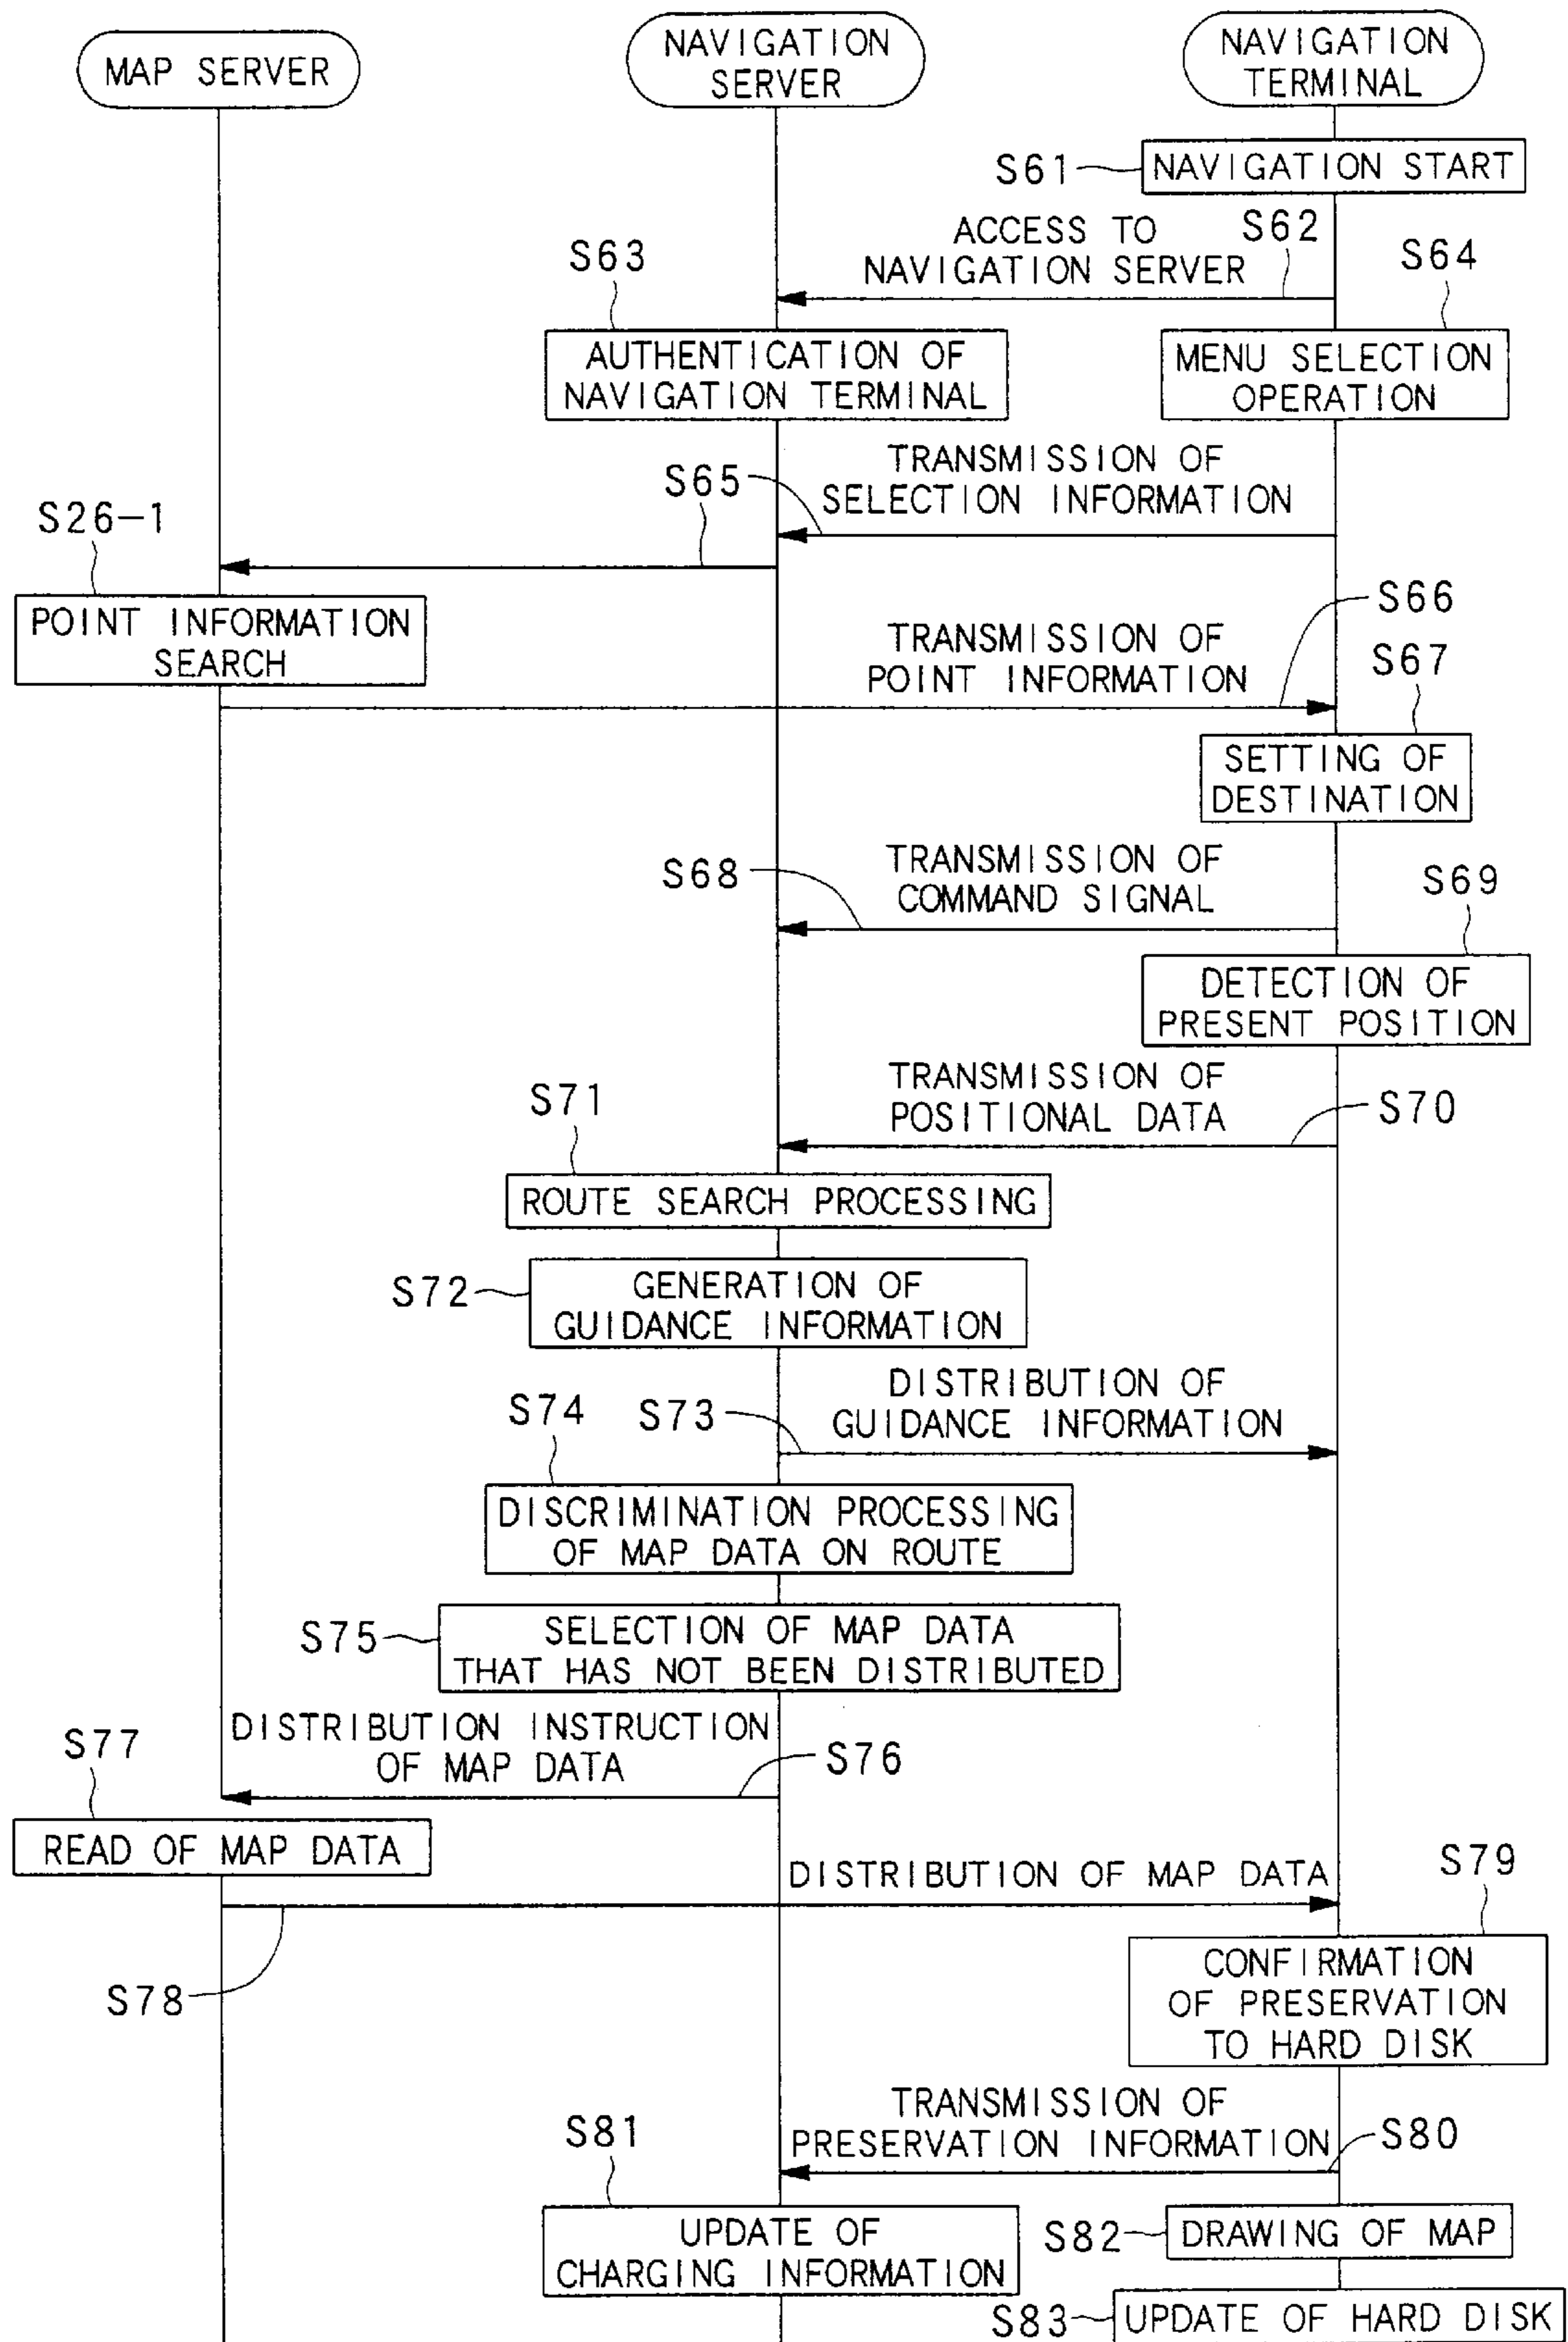 MAP SERVER
NAVIGATION
SERVER
NAVIGATION
TERMINAL
S61
NAVIGATION START
ACCESS TO
NAVIGATION SERVER
S62
S63
S64
AUTHENTICATION OF
NAVIGATION TERMINAL
MENU SELECTION
OPERATION
TRANSMISSION OF
SELECTION INFORMATION
S65
S26-1
POINT INFORMATION
SEARCH
TRANSMISSION OF
POINT INFORMATION
S66
S67
SETTING OF
DESTINATION
TRANSMISSION OF
COMMAND SIGNAL
S68
S69
DETECTION OF
PRESENT POSITION
TRANSMISSION OF
POSITIONAL DATA
S70
S71
ROUTE SEARCH PROCESSING
S72
GENERATION OF
GUIDANCE INFORMATION
DISTRIBUTION OF
GUIDANCE INFORMATION
S74
S73
DISCRIMINATION PROCESSING
OF MAP DATA ON ROUTE
S75
SELECTION OF MAP DATA
THAT HAS NOT BEEN DISTRIBUTED
DISTRIBUTION INSTRUCTION
OF MAP DATA
S77
S76
READ OF MAP DATA
DISTRIBUTION OF MAP DATA
S79
S78
CONFIRMATION
OF PRESERVATION
TO HARD DISK
TRANSMISSION OF
PRESERVATION INFORMATION
S80
S81
UPDATE OF
CHARGING INFORMATION
S82
DRAWING OF MAP
S83
UPDATE OF HARD DISK